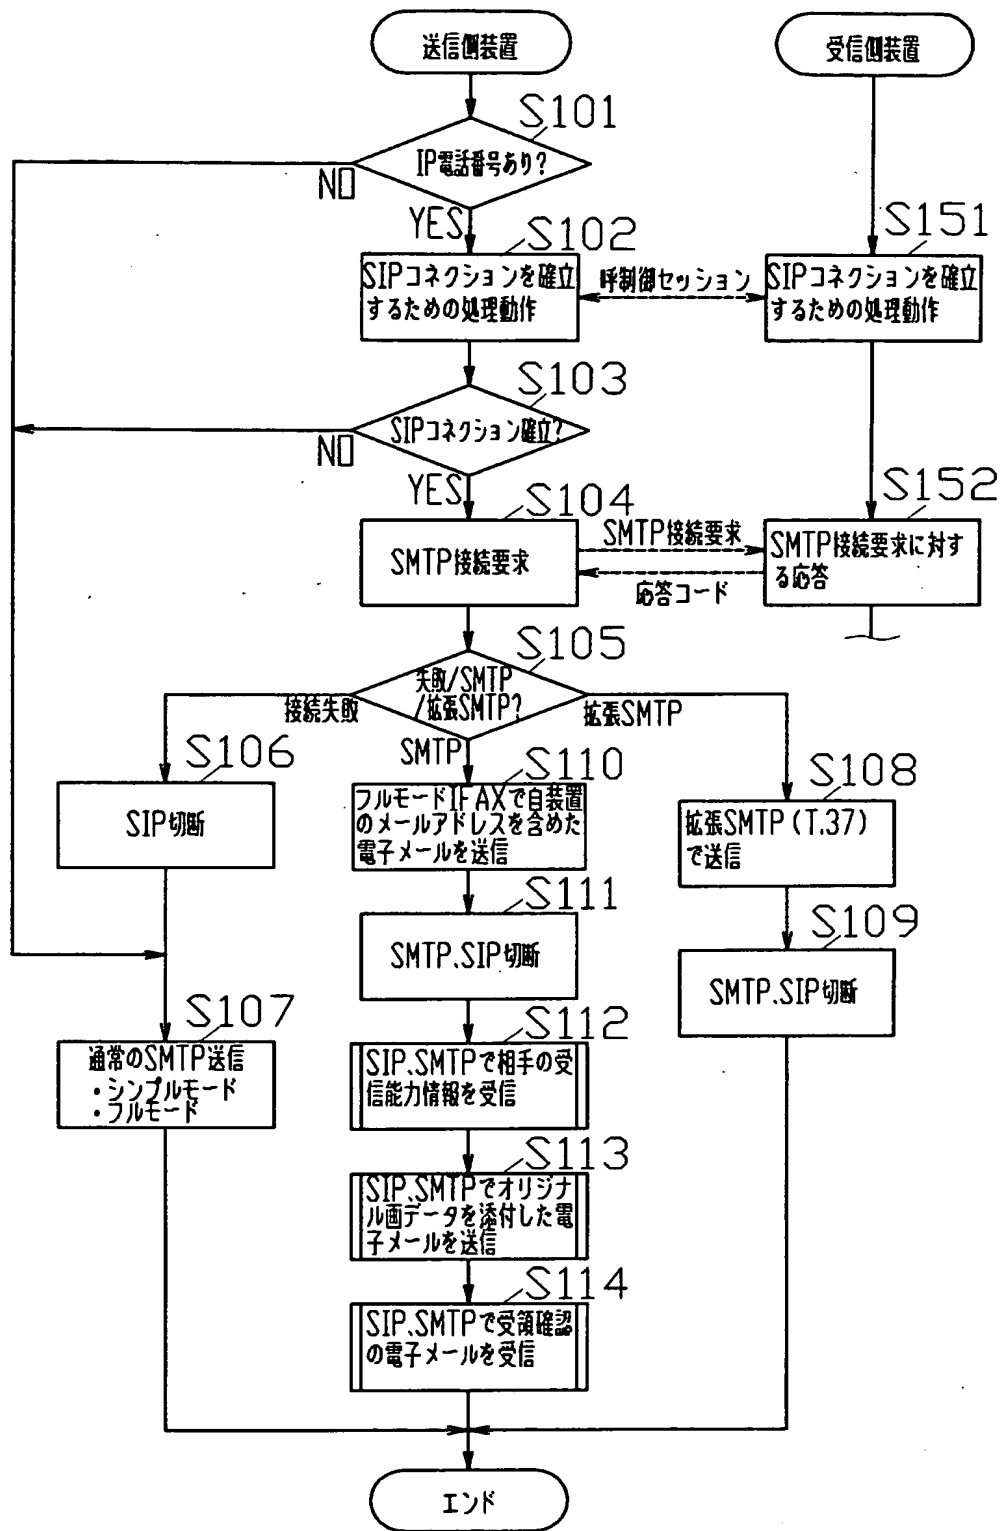 送信側装置
受信側装置
S101
IP電話番号あり?
NO
YES
S102
SIPコネクションを確立
するための処理動作
呼制御セッション
S151
SIPコネクションを確立
するための処理動作
S103
SIPコネクション確立?
NO
YES
S104
SMTP接続要求
SMTP接続要求
応答コード
S152
SMTP接続要求に対す
る応答
S105
失敗/SMTP
/拡張SMTP?
接続失敗
SMTP
拡張SMTP
S106
SIP切断
S110
フルモードIFAXで自装置
のメールアドレスを含めた
電子メールを送信
S108
拡張SMTP(T.37)
で送信
S111
SMTP、SIP切断
S109
SMTP、SIP切断
S107
通常のSMTP送信
・シンプルモード
・フルモード
S112
SIP、SMTPで相手の受
信能力情報を受信
S113
SIP、SMTPでオリジナ
ル画データを添付した電
子メールを送信
S114
SIP、SMTPで受領確認
の電子メールを受信
エンド